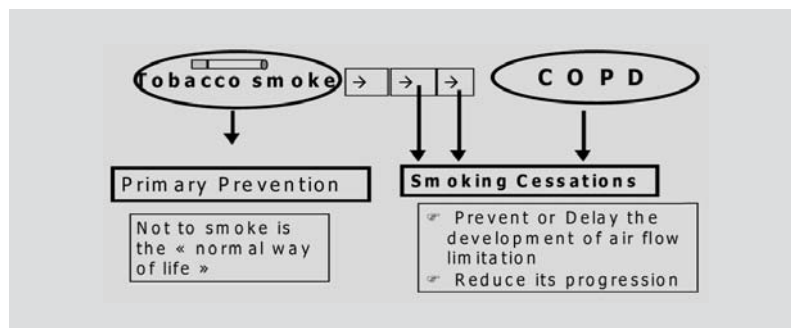 Tobacco smoke → → → COPD
Primary Prevention
Smoking Cessations
Not to smoke is
the « normal way
of life »
☞ Prevent or Delay the
development of air flow
limitation
☞ Reduce its progression